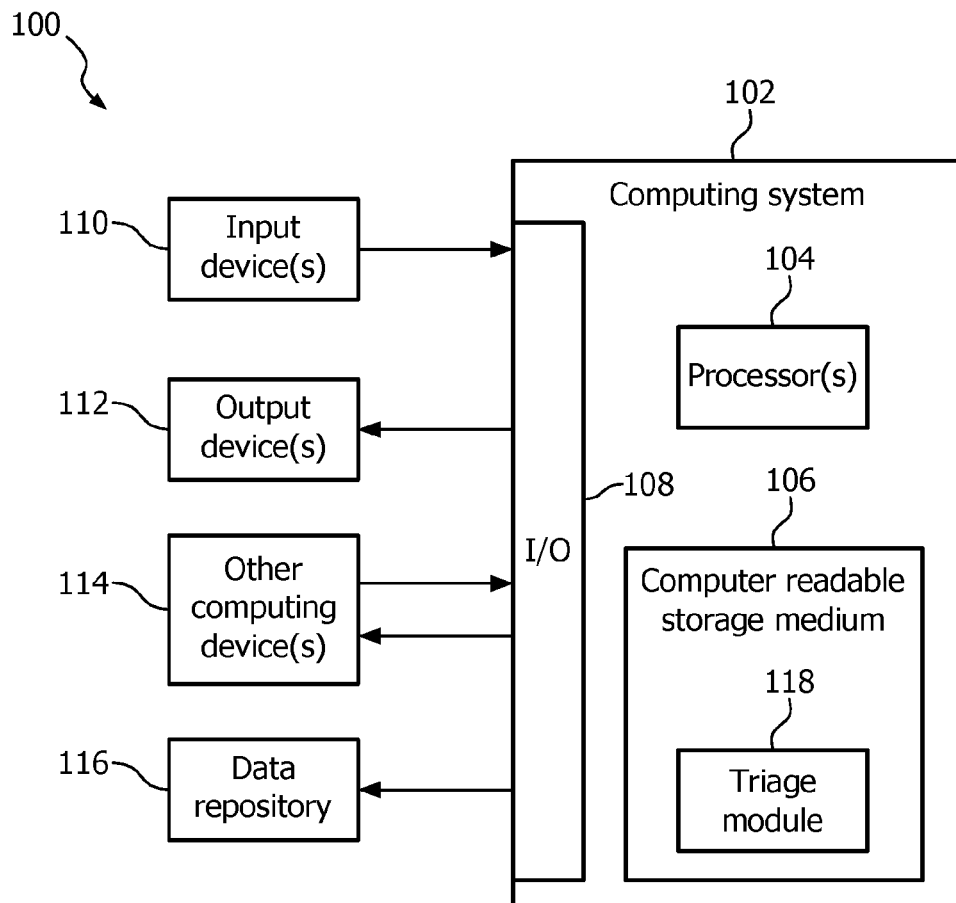 100
102
Computing system
110
Input
device(s)
104
Processor(s)
112
Output
device(s)
108
106
I/O
114
Other
computing
device(s)
Computer readable
storage medium
118
116
Data
repository
Triage
module